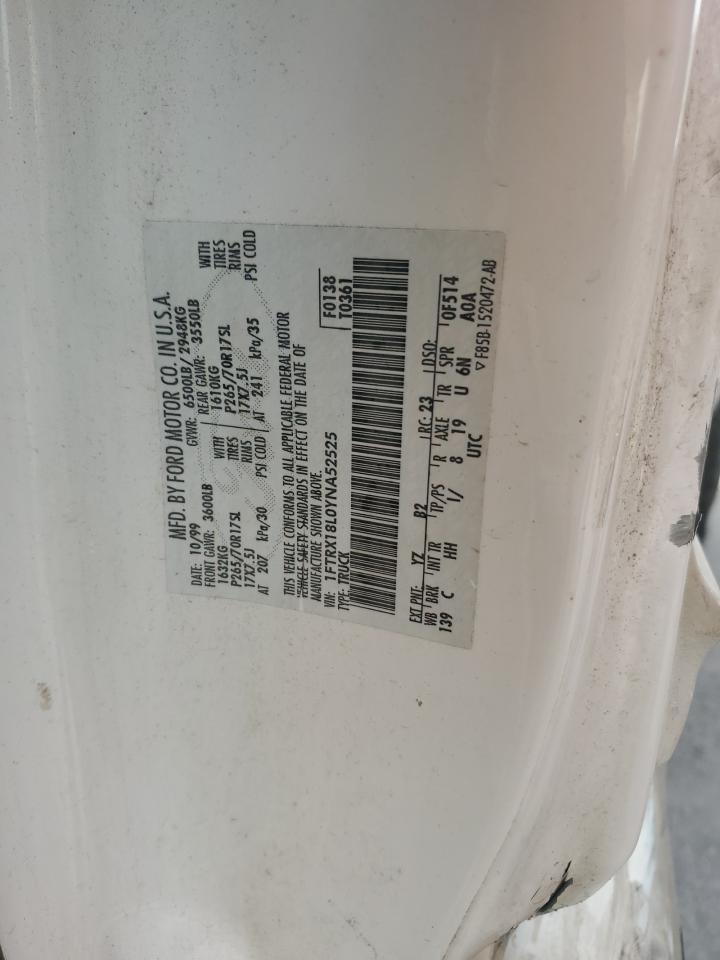 MFD. BY FORD MOTOR CO. IN U.S.A.
DATE: 10/99 GVWR: 6500LB/ 2948KG
FRONT GAWR: 3600LB REAR GAWR: 3550LB
1632KG WITH 1610KG WITH
P265/70R17SL TIRES P265/70R17SL TIRES
17X7.5J RIMS 17X7.5J RIMS
AT 207 kPa/30 PSI COLD AT 241 kPa/35 PSI COLD
THIS VEHICLE CONFORMS TO ALL APPLICABLE FEDERAL MOTOR
VEHICLE SAFETY STANDARDS IN EFFECT ON THE DATE OF
MANUFACTURE SHOWN ABOVE.
VIN: 1FTRX18L0YNA52525 F0138
TYPE: TRUCK T0361
EXT PNT: YZ B2 RC: 23 DSO:
WB BRK INT TR TP/PS R AXLE TR SPR 0F514
139 C HH 1/ 8 19 U 6N A0A
UTC ▽F85B-1520472-AB